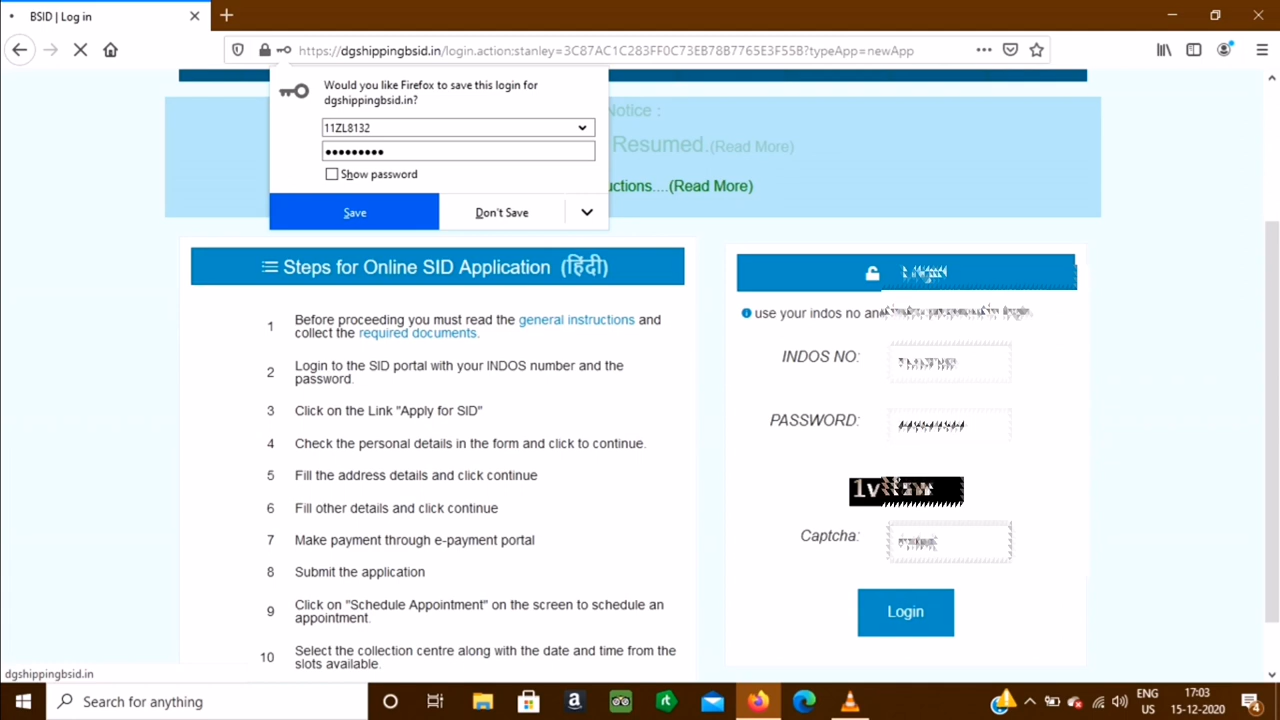 BSID | Log in
https://dgshippingbsid.in/login.action:stanley=3C87AC1C283FF0C73EB78B7765E3F55B?typeApp=newApp
Would you like Firefox to save this login for
dgshippingbsid.in?
11ZL8132
•••••••••
Show password
Save
Don't Save
Notice :
Resumed.(Read More)
uctions....(Read More)
Steps for Online SID Application (हिंदी)
1 Before proceeding you must read the general instructions and
collect the required documents.
2 Login to the SID portal with your INDOS number and the
password.
3 Click on the Link "Apply for SID"
4 Check the personal details in the form and click to continue.
5 Fill the address details and click continue
6 Fill other details and click continue
7 Make payment through e-payment portal
8 Submit the application
9 Click on "Schedule Appointment" on the screen to schedule an
appointment.
10 Select the collection centre along with the date and time from the
slots available.
use your indos no
INDOS NO:
PASSWORD:
Captcha:
Login
dgshippingbsid.in
Search for anything
ENG
US
17:03
15-12-2020